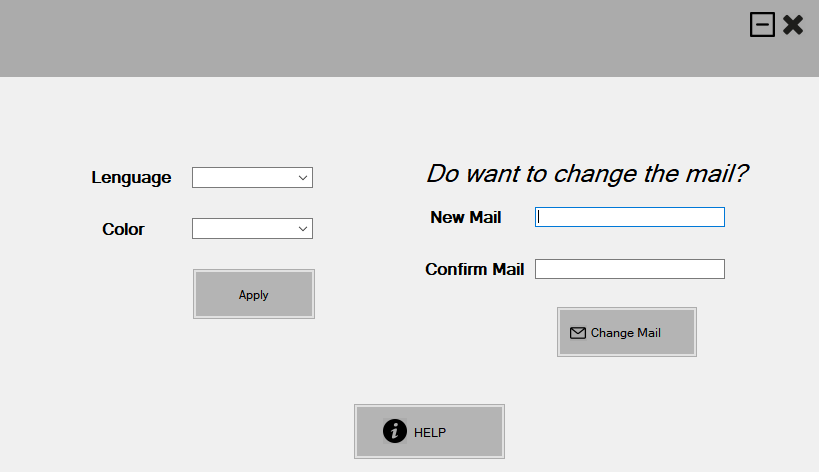 Lenguage
Color
Apply
Do want to change the mail?
New Mail
Confirm Mail
Change Mail
HELP